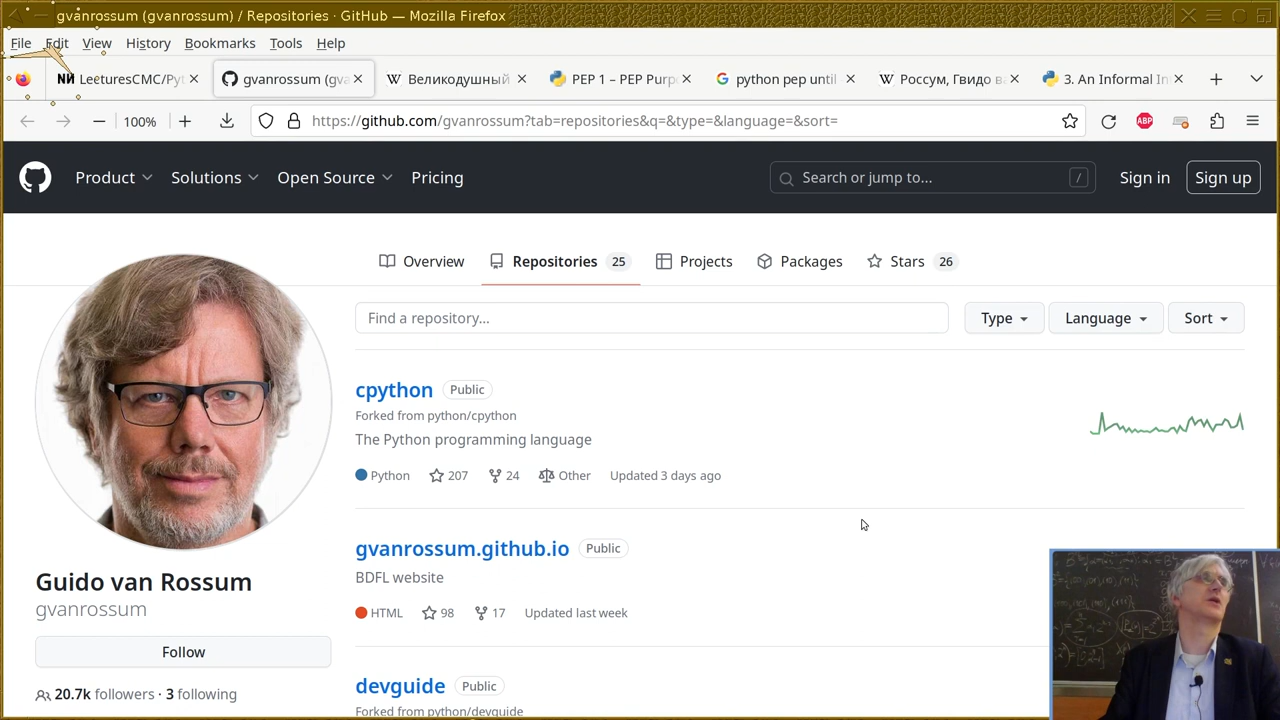 gvanrossum (gvanrossum) / Repositories · GitHub — Mozilla Firefox
File Edit View History Bookmarks Tools Help
LecturesCMC/Pyt
gvanrossum (gva
Великодушный
PEP 1 – PEP Purp
python pep until
Россум, Гвидо ва
3. An Informal In
100%
https://github.com/gvanrossum?tab=repositories&q=&type=&language=&sort=
ABP
Product Solutions Open Source Pricing
Search or jump to... /
Sign in Sign up
Overview Repositories 25 Projects Packages Stars 26
Find a repository...
Type Language Sort
cpython Public
Forked from python/cpython
The Python programming language
Python 207 24 Other Updated 3 days ago
gvanrossum.github.io Public
BDFL website
HTML 98 17 Updated last week
devguide Public
Forked from python/devguide
Guido van Rossum
gvanrossum
Follow
20.7k followers · 3 following